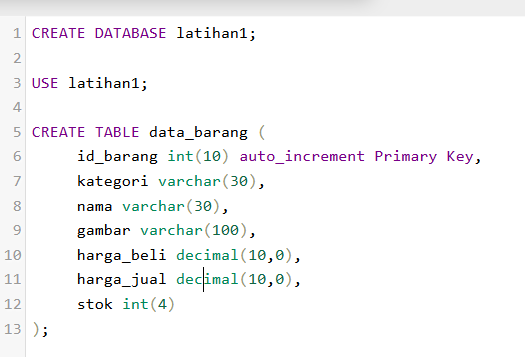 1 CREATE DATABASE latihan1;
2
3 USE latihan1;
4
5 CREATE TABLE data_barang (
6 id_barang int(10) auto_increment Primary Key,
7 kategori varchar(30),
8 nama varchar(30),
9 gambar varchar(100),
10 harga_beli decimal(10,0),
11 harga_jual decimal(10,0),
12 stok int(4)
13 );